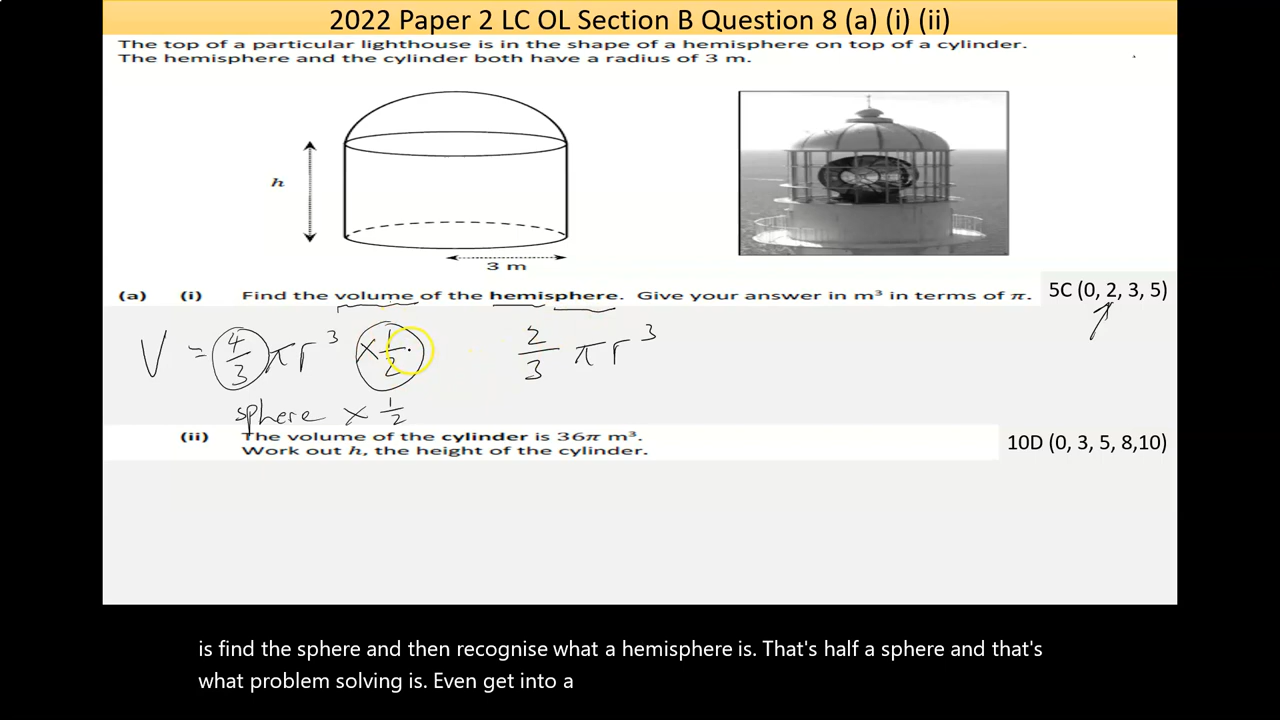 2022 Paper 2 LC OL Section B Question 8 (a) (i) (ii)
The top of a particular lighthouse is in the shape of a hemisphere on top of a cylinder.
The hemisphere and the cylinder both have a radius of 3 m.
h
3 m
(a) (i) Find the volume of the hemisphere. Give your answer in m³ in terms of π.
5C (0, 2, 3, 5)
V = 4/3 πr³ × 1/2 2/3 πr³
sphere × 1/2
(ii) The volume of the cylinder is 36π m³.
Work out h, the height of the cylinder.
10D (0, 3, 5, 8,10)
is find the sphere and then recognise what a hemisphere is. That's half a sphere and that's
what problem solving is. Even get into a